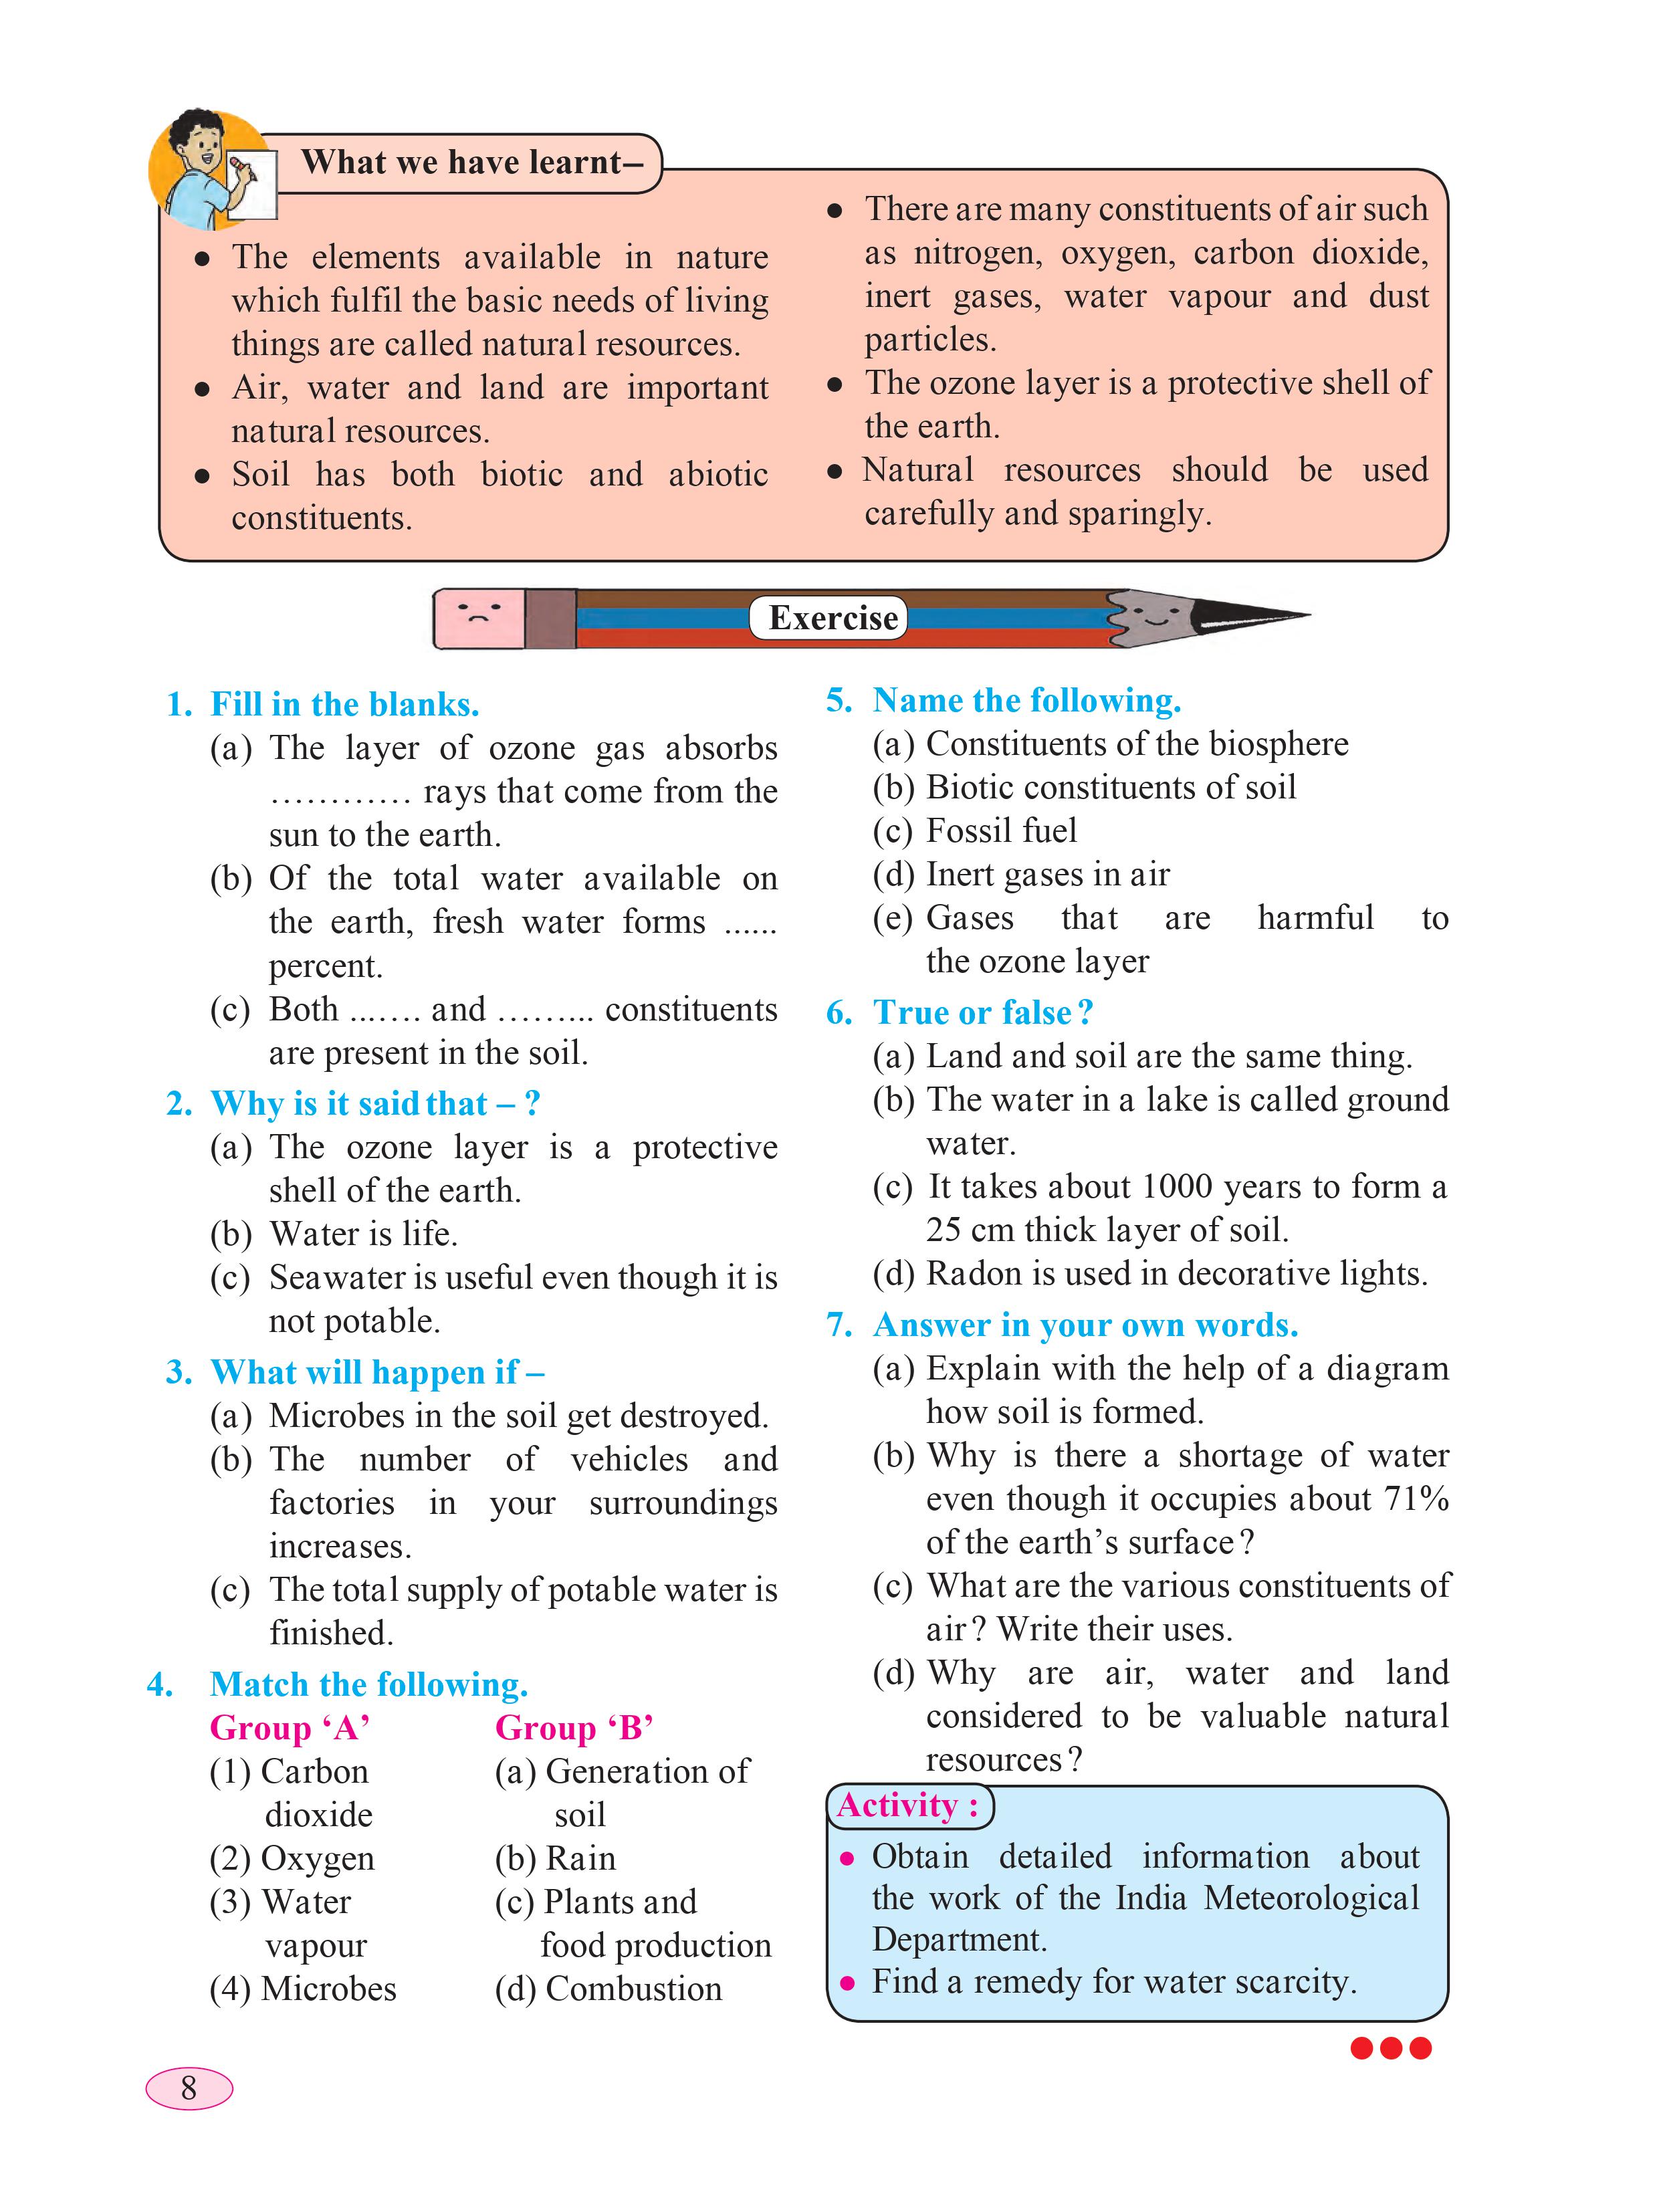 What we have learnt–
● The elements available in nature
which fulfil the basic needs of living
things are called natural resources.
● Air, water and land are important
natural resources.
● Soil has both biotic and abiotic
constituents.
● There are many constituents of air such
as nitrogen, oxygen, carbon dioxide,
inert gases, water vapour and dust
particles.
● The ozone layer is a protective shell of
the earth.
● Natural resources should be used
carefully and sparingly.
Exercise
1. Fill in the blanks.
(a) The layer of ozone gas absorbs
………… rays that come from the
sun to the earth.
(b) Of the total water available on
the earth, fresh water forms ......
percent.
(c) Both ..….. and ……... constituents
are present in the soil.
2. Why is it said that – ?
(a) The ozone layer is a protective
shell of the earth.
(b) Water is life.
(c) Seawater is useful even though it is
not potable.
3. What will happen if –
(a) Microbes in the soil get destroyed.
(b) The number of vehicles and
factories in your surroundings
increases.
(c) The total supply of potable water is
finished.
4. Match the following.
Group ‘A’ Group ‘B’
(1) Carbon (a) Generation of
dioxide soil
(2) Oxygen (b) Rain
(3) Water (c) Plants and
vapour food production
(4) Microbes (d) Combustion
5. Name the following.
(a) Constituents of the biosphere
(b) Biotic constituents of soil
(c) Fossil fuel
(d) Inert gases in air
(e) Gases that are harmful to
the ozone layer
6. True or false?
(a) Land and soil are the same thing.
(b) The water in a lake is called ground
water.
(c) It takes about 1000 years to form a
25 cm thick layer of soil.
(d) Radon is used in decorative lights.
7. Answer in your own words.
(a) Explain with the help of a diagram
how soil is formed.
(b) Why is there a shortage of water
even though it occupies about 71%
of the earth’s surface?
(c) What are the various constituents of
air? Write their uses.
(d) Why are air, water and land
considered to be valuable natural
resources?
Activity :
● Obtain detailed information about
the work of the India Meteorological
Department.
● Find a remedy for water scarcity.
8